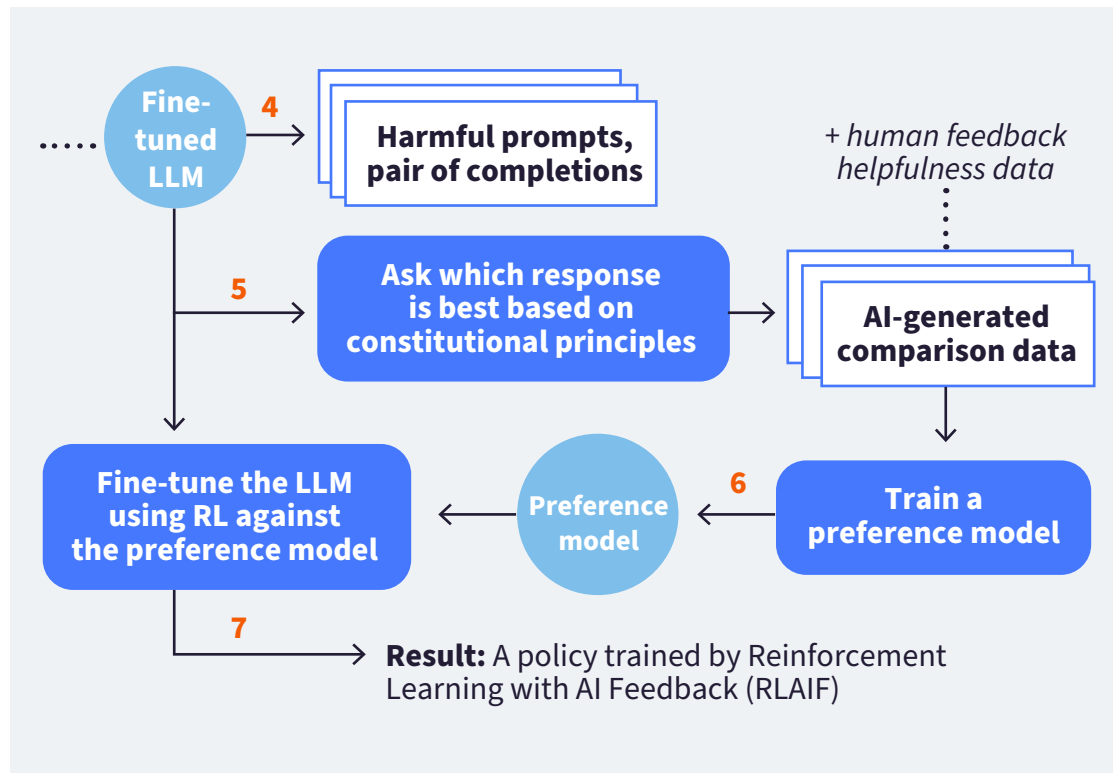 Fine-
tuned
LLM
4
Harmful prompts,
pair of completions
+ human feedback
helpfulness data
5
Ask which response
is best based on
constitutional principles
AI-generated
comparison data
Fine-tune the LLM
using RL against
the preference model
Preference
model
6
Train a
preference model
7
Result: A policy trained by Reinforcement
Learning with AI Feedback (RLAIF)